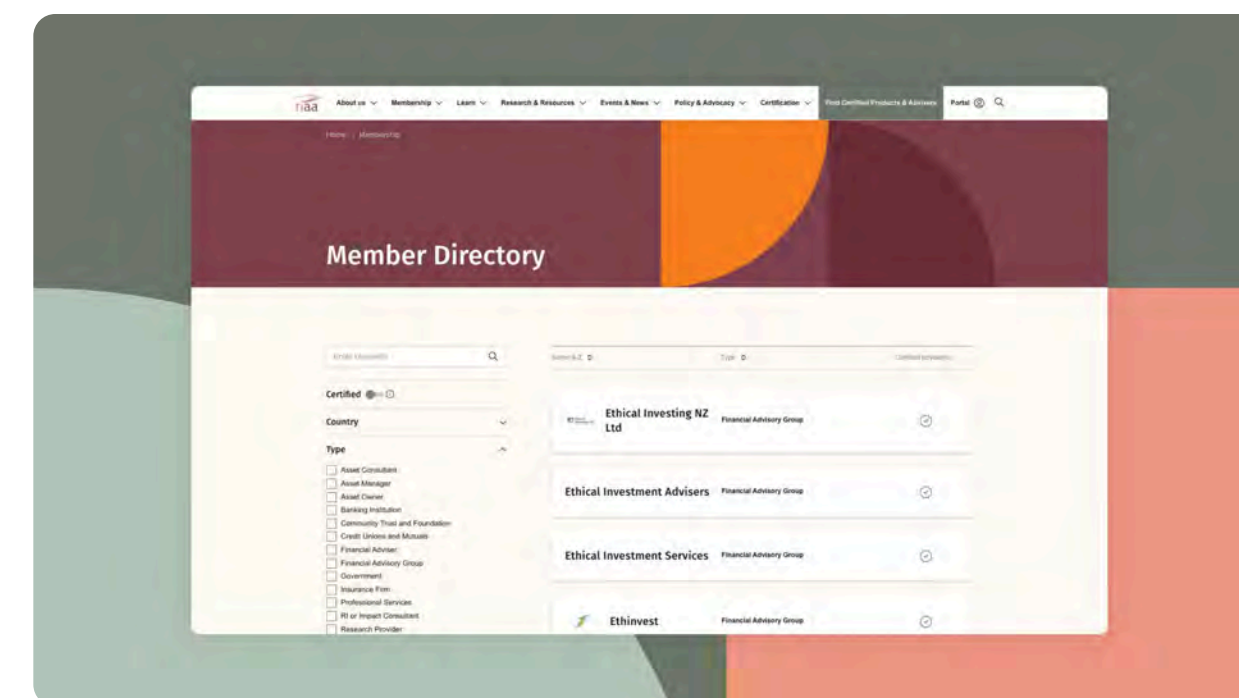 riaa
About us
Membership
Learn
Research & Resources
Events & News
Policy & Advocacy
Certification
Find Certified Products & Advisers
Portal
Home / Membership
Member Directory
Name A-Z
Type
Certified
Country
Type
Asset Consultant
Asset Manager
Asset Owner
Banking Institution
Community Trust and Foundation
Credit Unions and Mutuals
Financial Adviser
Financial Advisory Group
Government
Insurance Firm
Professional Services
RI or Impact Consultant
Research Provider
Ethical Investing NZ
Ltd
Financial Advisory Group
Ethical Investment Advisers
Financial Advisory Group
Ethical Investment Services
Financial Advisory Group
Ethinvest
Financial Advisory Group